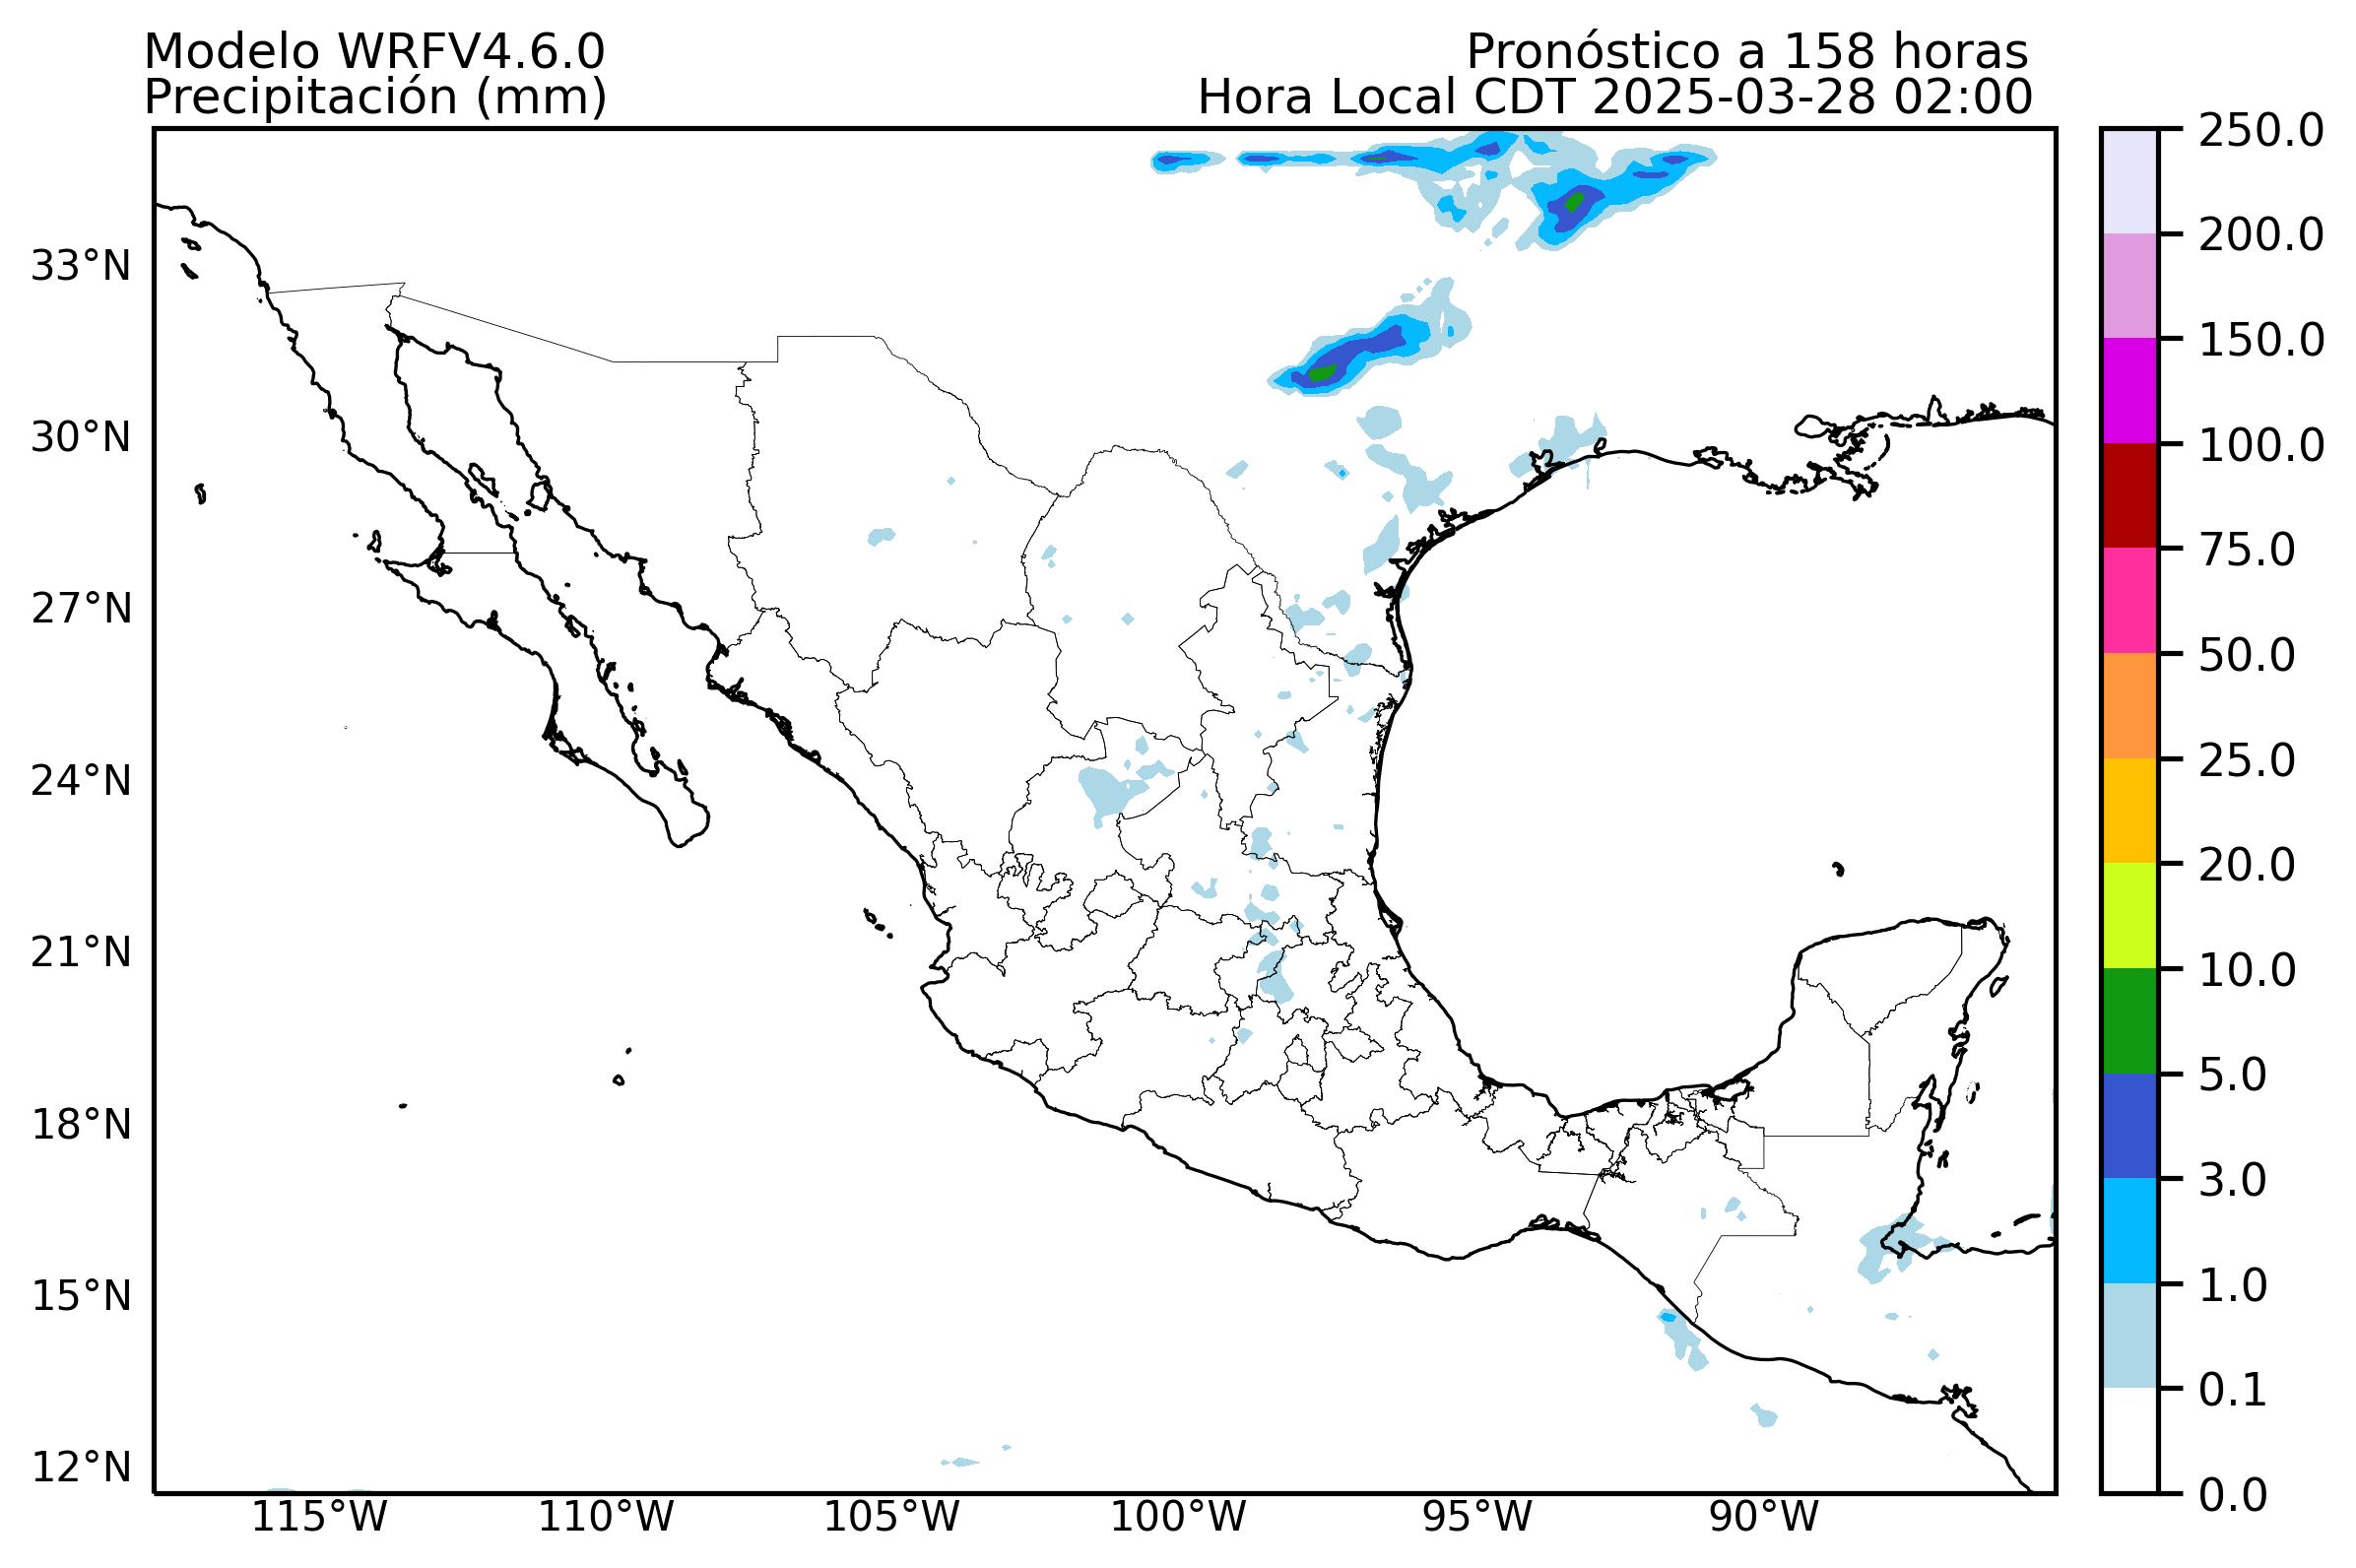 Modelo WRFV4.6.0
Precipitación (mm)
Pronóstico a 158 horas
Hora Local CDT 2025-03-28 02:00
33°N
30°N
27°N
24°N
21°N
18°N
15°N
12°N
115°W
110°W
105°W
100°W
95°W
90°W
250.0
200.0
150.0
100.0
75.0
50.0
25.0
20.0
10.0
5.0
3.0
1.0
0.1
0.0